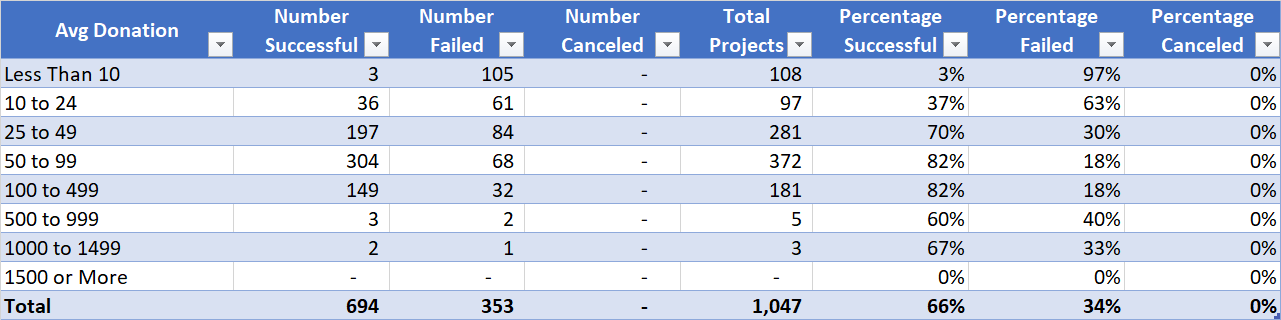 Avg Donation Number Successful Number Failed Number Canceled Total Projects Percentage Successful Percentage Failed Percentage Canceled
Less Than 10 3 105 - 108 3% 97% 0%
10 to 24 36 61 - 97 37% 63% 0%
25 to 49 197 84 - 281 70% 30% 0%
50 to 99 304 68 - 372 82% 18% 0%
100 to 499 149 32 - 181 82% 18% 0%
500 to 999 3 2 - 5 60% 40% 0%
1000 to 1499 2 1 - 3 67% 33% 0%
1500 or More - - - - 0% 0% 0%
Total 694 353 - 1,047 66% 34% 0%